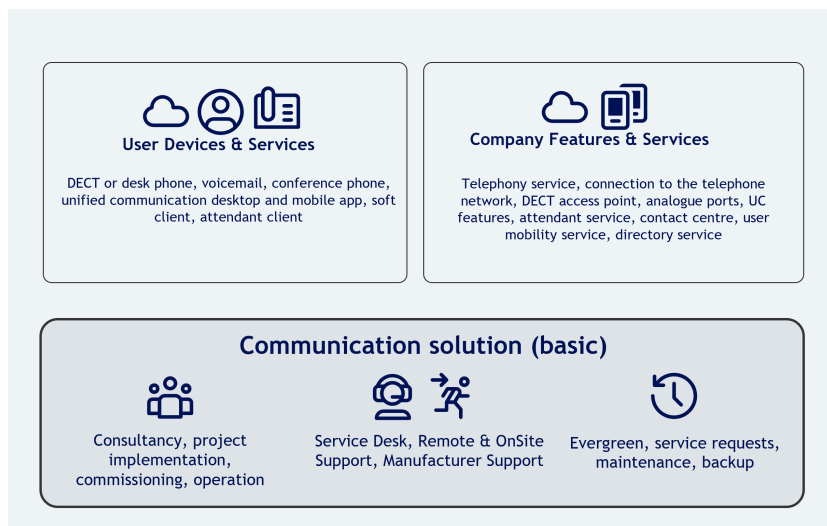 User Devices & Services
DECT or desk phone, voicemail, conference phone,
unified communication desktop and mobile app, soft
client, attendant client
Company Features & Services
Telephony service, connection to the telephone
network, DECT access point, analogue ports, UC
features, attendant service, contact centre, user
mobility service, directory service
Communication solution (basic)
Consultancy, project
implementation,
commissioning, operation
Service Desk, Remote & OnSite
Support, Manufacturer Support
Evergreen, service requests,
maintenance, backup